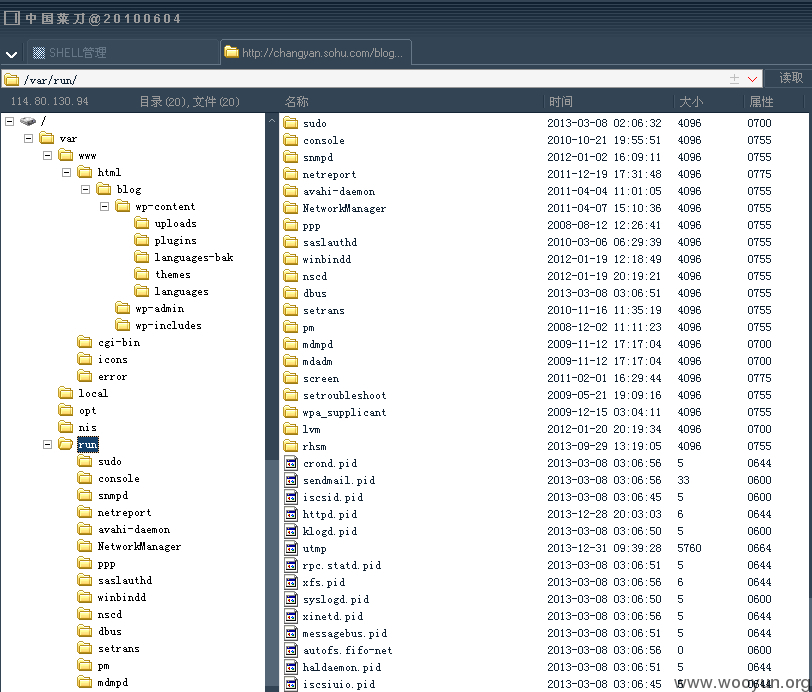 中国菜刀@20100604
SHELL管理 http://changyan.sohu.com/blog...
/var/run/ 读取
114.80.130.94 目录(20),文件(20) 名称 时间 大小 属性
/
var
www
html
blog
wp-content
uploads
plugins
languages-bak
themes
languages
wp-admin
wp-includes
cgi-bin
icons
error
local
opt
nis
run
sudo
console
snmpd
netreport
avahi-daemon
NetworkManager
ppp
saslauthd
winbindd
nscd
dbus
setrans
pm
mdmpd
sudo 2013-03-08 02:06:32 4096 0700
console 2010-10-21 19:55:51 4096 0755
snmpd 2012-01-02 16:09:11 4096 0755
netreport 2011-12-19 17:31:48 4096 0775
avahi-daemon 2011-04-04 11:01:05 4096 0755
NetworkManager 2011-04-07 15:10:36 4096 0755
ppp 2008-08-12 12:26:41 4096 0755
saslauthd 2010-03-06 06:29:39 4096 0755
winbindd 2012-01-19 12:18:49 4096 0755
nscd 2012-01-19 20:19:21 4096 0755
dbus 2013-03-08 03:06:51 4096 0755
setrans 2010-11-16 11:35:19 4096 0755
pm 2008-12-02 11:11:23 4096 0755
mdmpd 2009-11-12 17:17:04 4096 0700
mdadm 2009-11-12 17:17:04 4096 0700
screen 2011-02-01 16:29:44 4096 0775
setroubleshoot 2009-05-21 19:09:16 4096 0755
wpa_supplicant 2009-12-15 03:04:11 4096 0755
lvm 2012-01-20 20:19:34 4096 0700
rhsm 2013-09-29 13:19:05 4096 0755
crond.pid 2013-03-08 03:06:56 5 0644
sendmail.pid 2013-03-08 03:06:56 33 0600
iscsid.pid 2013-03-08 03:06:45 5 0600
httpd.pid 2013-12-28 20:03:03 6 0644
klogd.pid 2013-03-08 03:06:50 5 0600
utmp 2013-12-31 09:39:28 5760 0664
rpc.statd.pid 2013-03-08 03:06:51 5 0644
xfs.pid 2013-03-08 03:06:56 6 0644
syslogd.pid 2013-03-08 03:06:50 5 0600
xinetd.pid 2013-03-08 03:06:56 5 0644
messagebus.pid 2013-03-08 03:06:51 5 0644
autofs.fifo-net 2013-03-08 03:06:56 0 0600
haldaemon.pid 2013-03-08 03:06:51 5 0644
iscsiuio.pid 2013-03-08 03:06:45 5 0644
www.wooyun.org